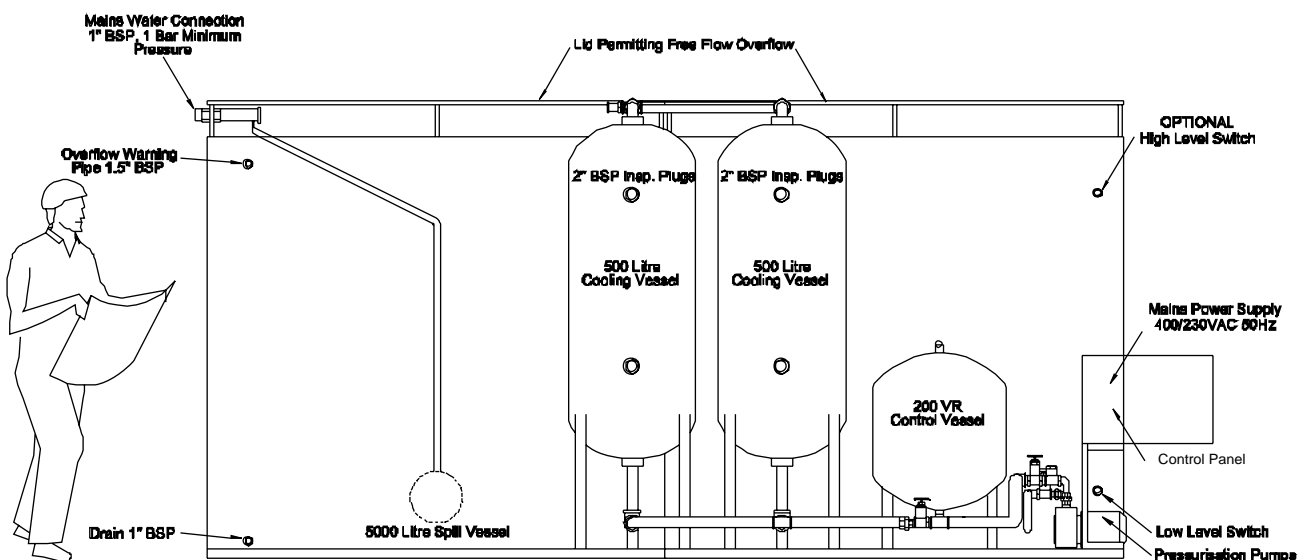 Mains Water Connection
1" BSP, 1 Bar Minimum
Pressure
Lid Permitting Free Flow Overflow
OPTIONAL
High Level Switch
Overflow Warning
Pipe 1.5" BSP
2" BSP Insp. Plugs
2" BSP Insp. Plugs
500 Litre
Cooling Vessel
500 Litre
Cooling Vessel
Mains Power Supply
400/230VAC 50Hz
200 VR
Control Vessel
Control Panel
Drain 1" BSP
5000 Litre Spill Vessel
Low Level Switch
Pressurisation Pumps